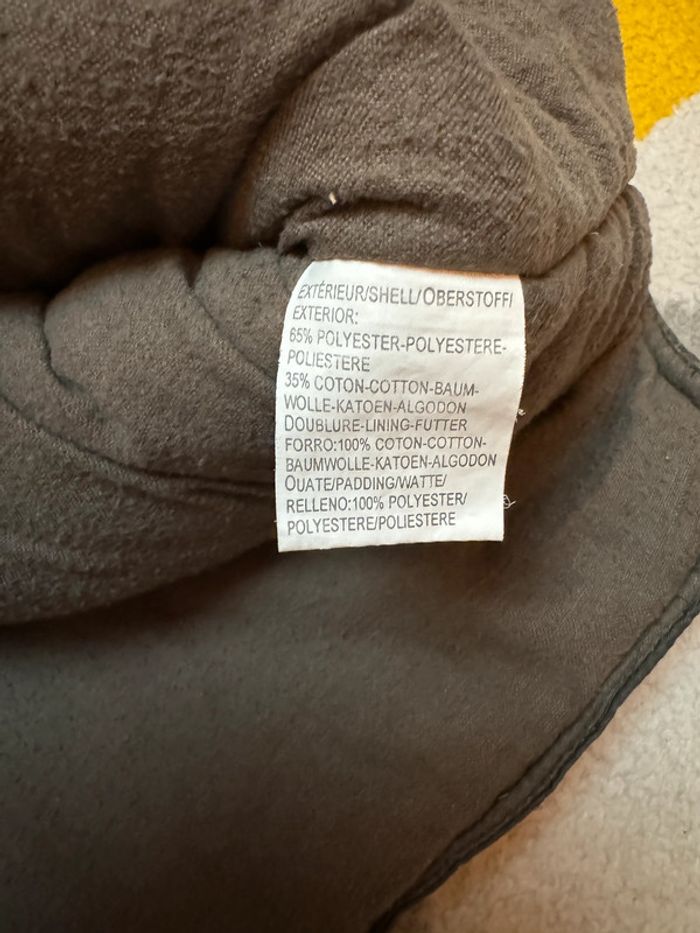 EXTÉRIEUR/SHELL/OBERSTOFF/
EXTERIOR:
65% POLYESTER-POLYESTERE-
POLIESTERE
35% COTON-COTTON-BAUM-
WOLLE-KATOEN-ALGODON
DOUBLURE-LINING-FUTTER
FORRO:100% COTON-COTTON-
BAUMWOLLE-KATOEN-ALGODON
OUATE/PADDING/WATTE/
RELLENO:100% POLYESTER/
POLYESTERE/POLIESTERE